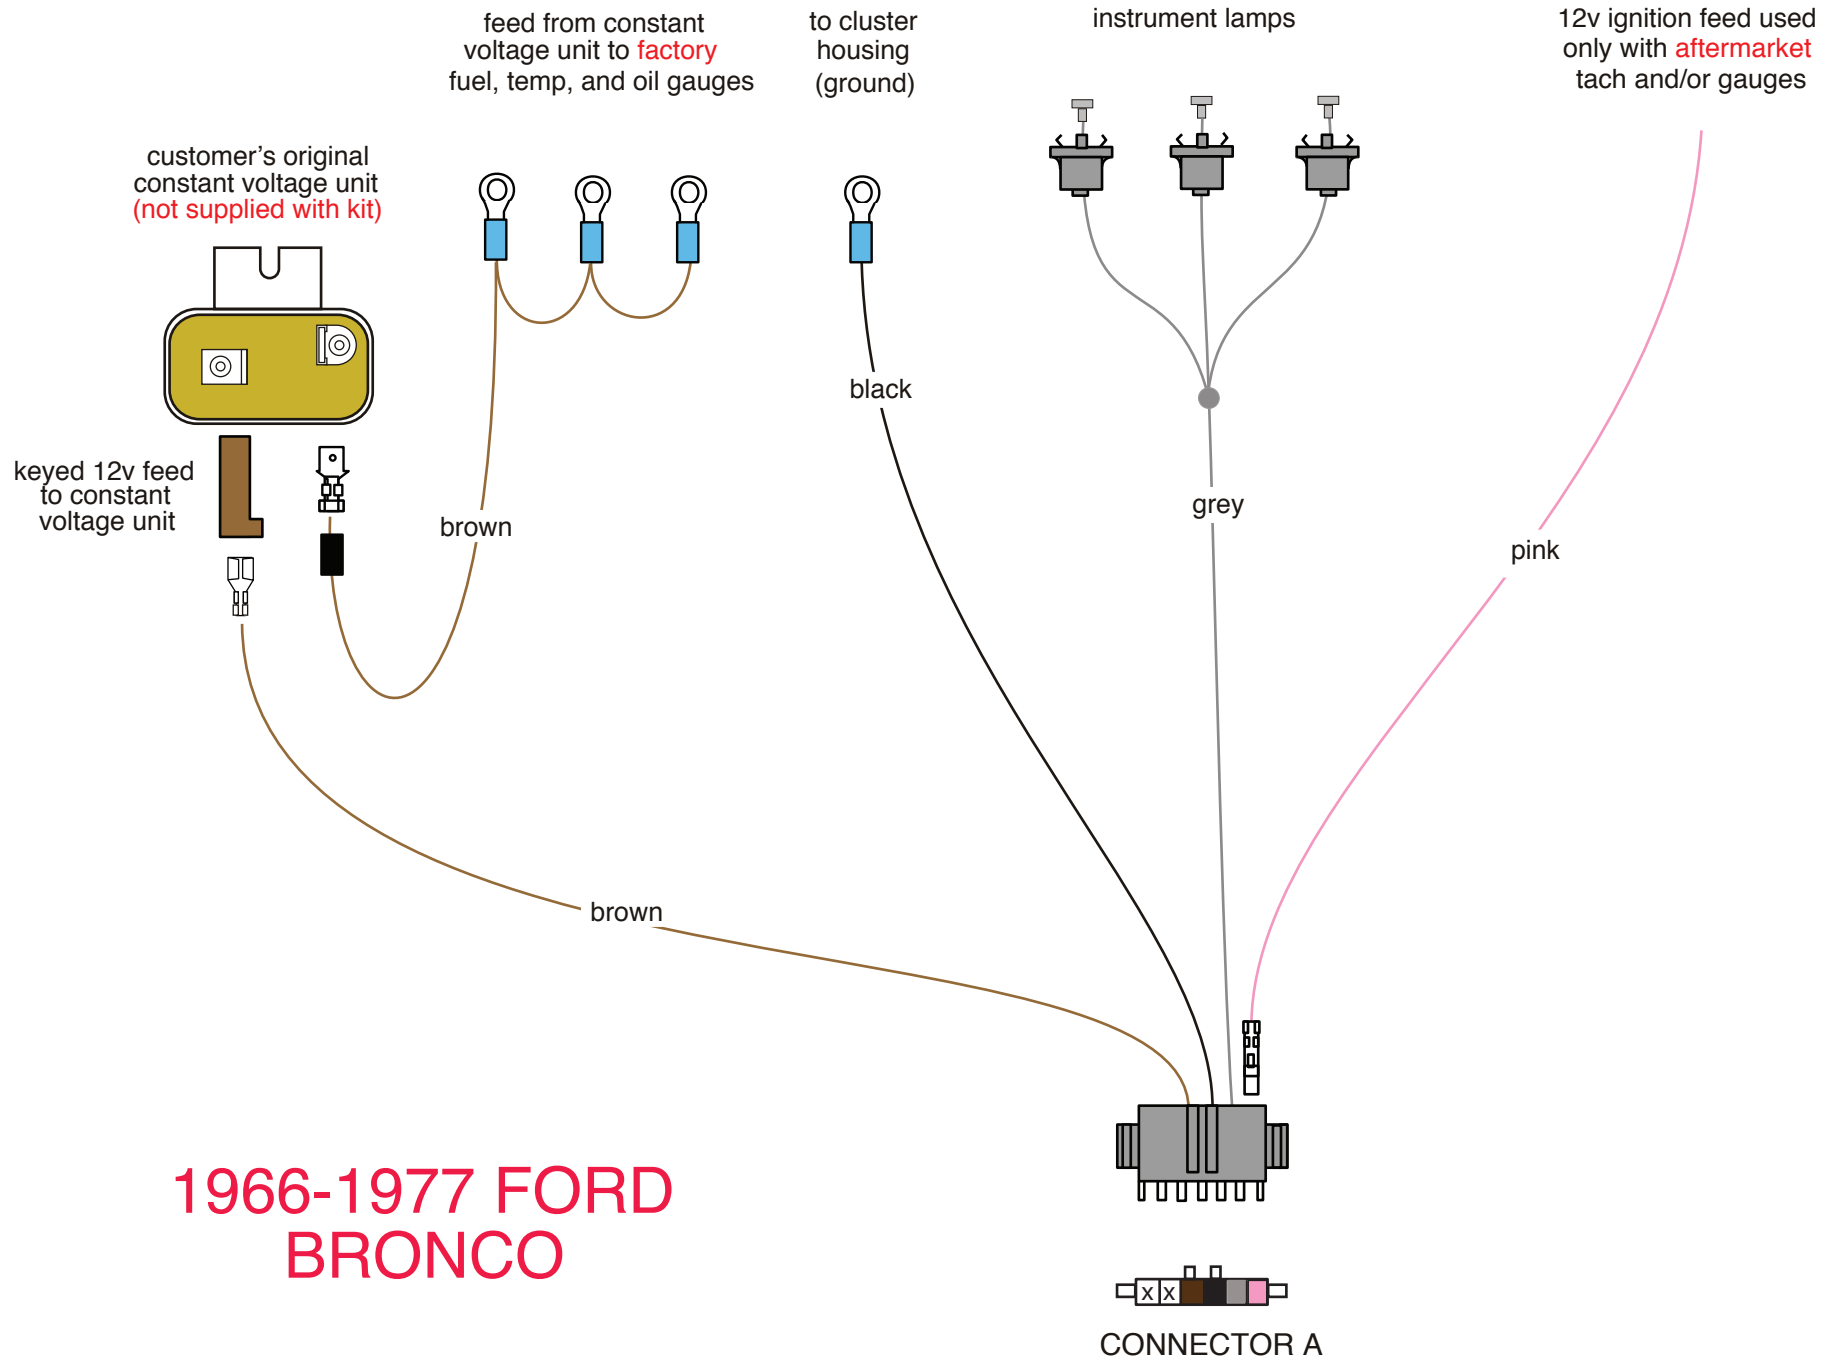 feed from constant
voltage unit to factory
fuel, temp, and oil gauges
to cluster
housing
(ground)
instrument lamps
12v ignition feed used
only with aftermarket
tach and/or gauges
customer's original
constant voltage unit
(not supplied with kit)
black
keyed 12v feed
to constant
voltage unit
brown
grey
pink
brown
1966-1977 FORD
BRONCO
x x
CONNECTOR A